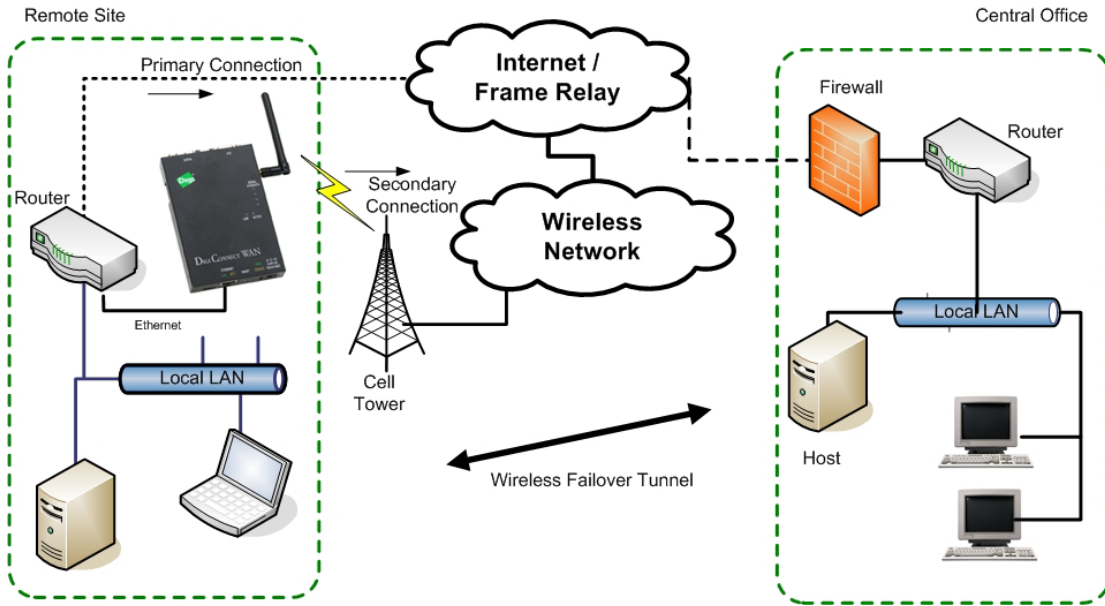 Remote Site
Central Office
Primary Connection
Internet /
Frame Relay
Firewall
Router
Secondary
Connection
Router
Wireless
Network
Digi
DIGI CONNECT WAN
Ethernet
Local LAN
Local LAN
Cell
Tower
Host
Wireless Failover Tunnel